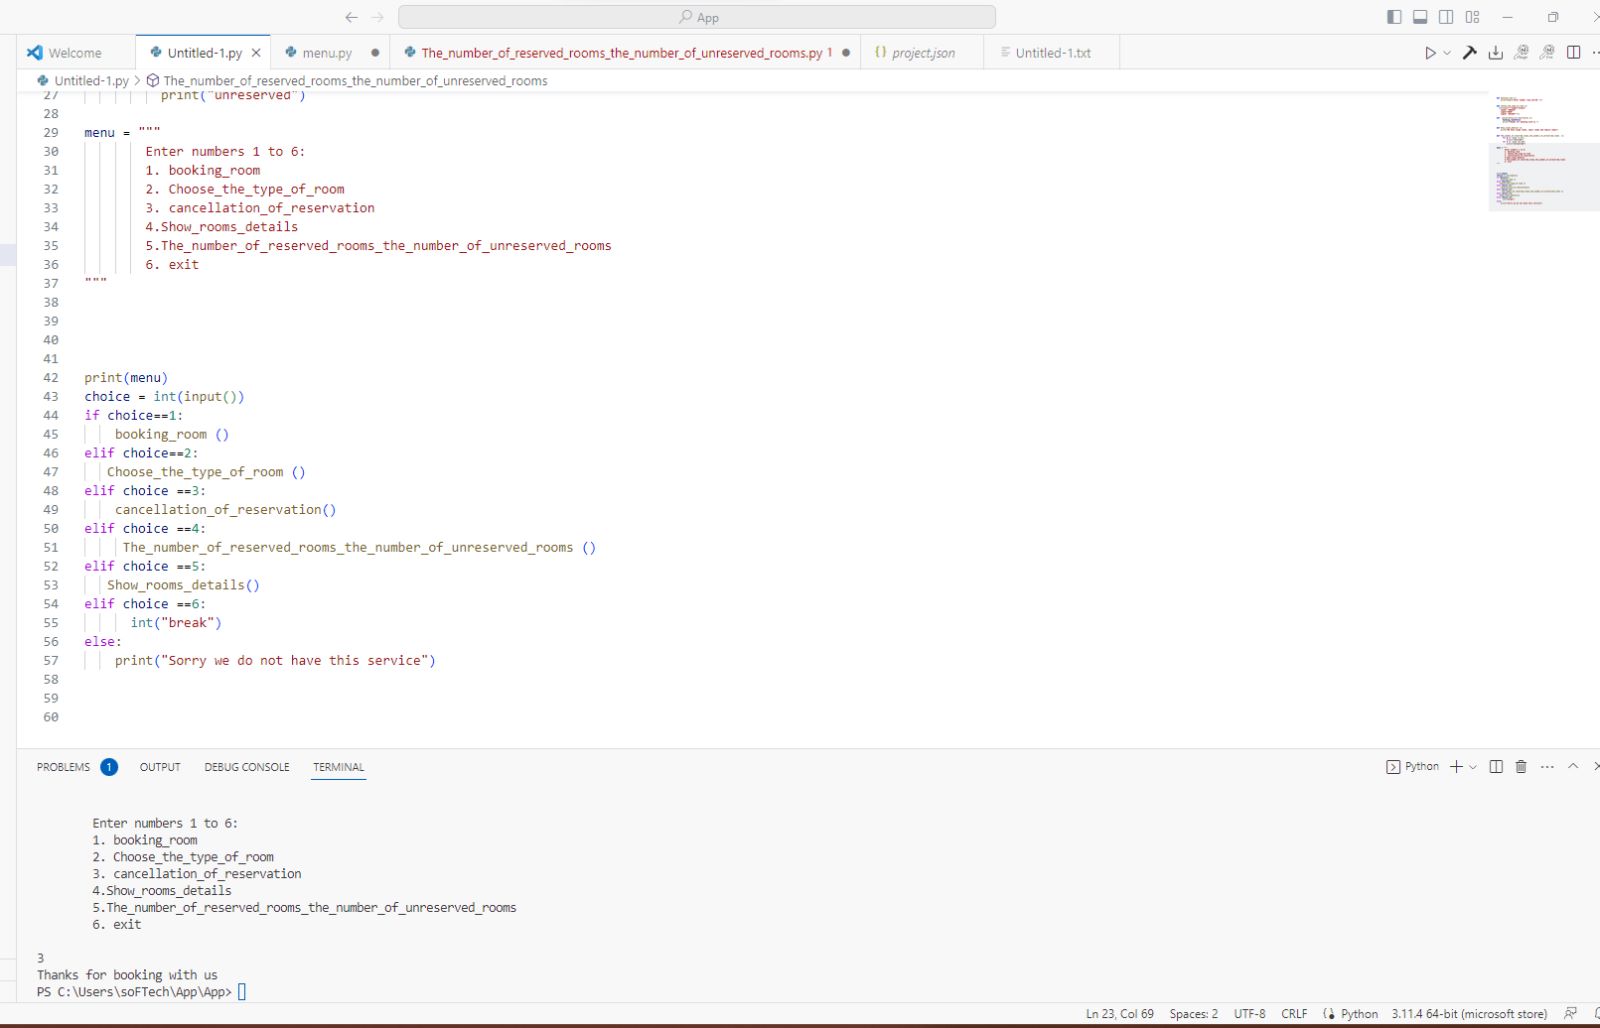 App
Welcome
Untitled-1.py
menu.py
The_number_of_reserved_rooms_the_number_of_unreserved_rooms.py 1
{} project.json
Untitled-1.txt
Untitled-1.py > The_number_of_reserved_rooms_the_number_of_unreserved_rooms
27 print("unreserved")
28
29 menu = """
30 Enter numbers 1 to 6:
31 1. booking_room
32 2. Choose_the_type_of_room
33 3. cancellation_of_reservation
34 4.Show_rooms_details
35 5.The_number_of_reserved_rooms_the_number_of_unreserved_rooms
36 6. exit
37 """
38
39
40
41
42 print(menu)
43 choice = int(input())
44 if choice==1:
45 booking_room ()
46 elif choice==2:
47 Choose_the_type_of_room ()
48 elif choice ==3:
49 cancellation_of_reservation()
50 elif choice ==4:
51 The_number_of_reserved_rooms_the_number_of_unreserved_rooms ()
52 elif choice ==5:
53 Show_rooms_details()
54 elif choice ==6:
55 int("break")
56 else:
57 print("Sorry we do not have this service")
58
59
60
PROBLEMS 1 OUTPUT DEBUG CONSOLE TERMINAL
Python
Enter numbers 1 to 6:
1. booking_room
2. Choose_the_type_of_room
3. cancellation_of_reservation
4.Show_rooms_details
5.The_number_of_reserved_rooms_the_number_of_unreserved_rooms
6. exit
3
Thanks for booking with us
PS C:\Users\soFTech\App\App>
Ln 23, Col 69 Spaces: 2 UTF-8 CRLF Python 3.11.4 64-bit (microsoft store)